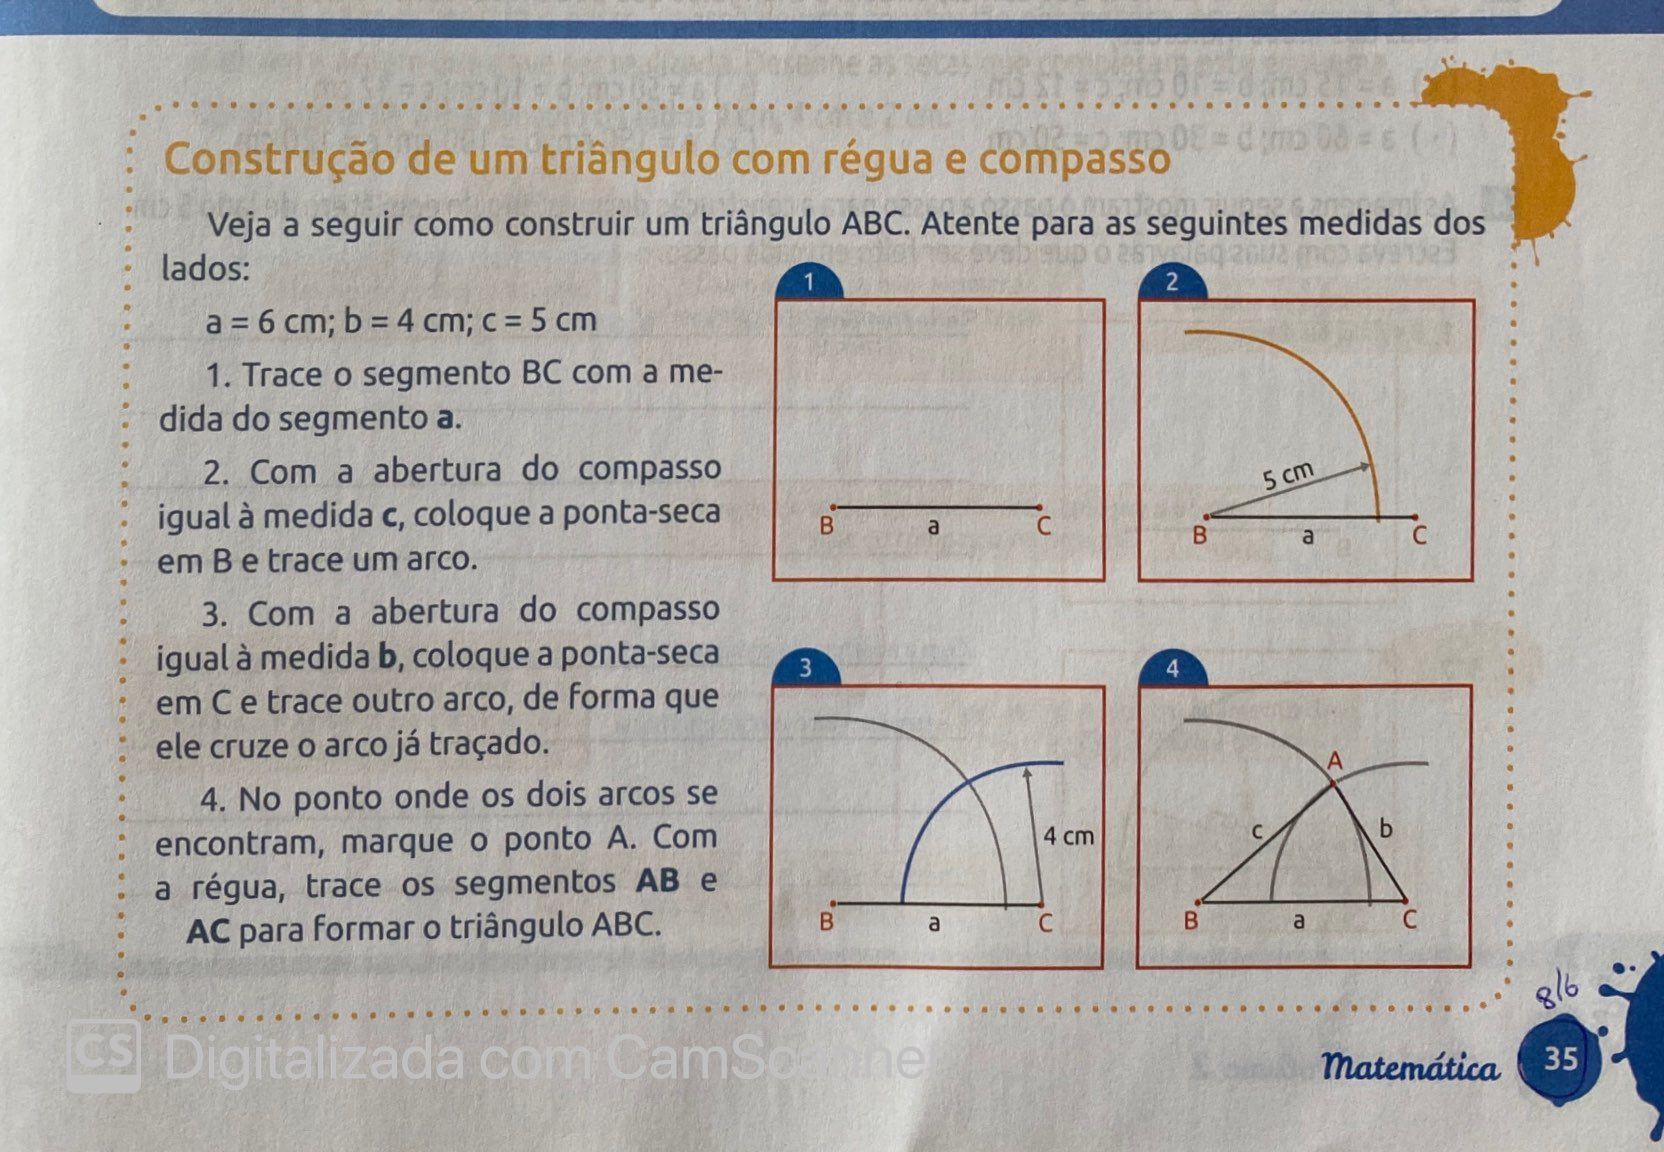 Construção de um triângulo com régua e compasso
Veja a seguir como construir um triângulo ABC. Atente para as seguintes medidas dos
lados:
a = 6 cm; b = 4 cm; c = 5 cm
1. Trace o segmento BC com a me-
dida do segmento a.
2. Com a abertura do compasso
igual à medida c, coloque a ponta-seca
em B e trace um arco.
3. Com a abertura do compasso
igual à medida b, coloque a ponta-seca
em C e trace outro arco, de forma que
ele cruze o arco já traçado.
4. No ponto onde os dois arcos se
encontram, marque o ponto A. Com
a régua, trace os segmentos AB e
AC para formar o triângulo ABC.
1
B
a
C
2
5 cm
B
a
C
3
4 cm
B
a
C
4
A
c
b
B
a
C
8/6
Matemática 35
CS Digitalizada com CamScanne